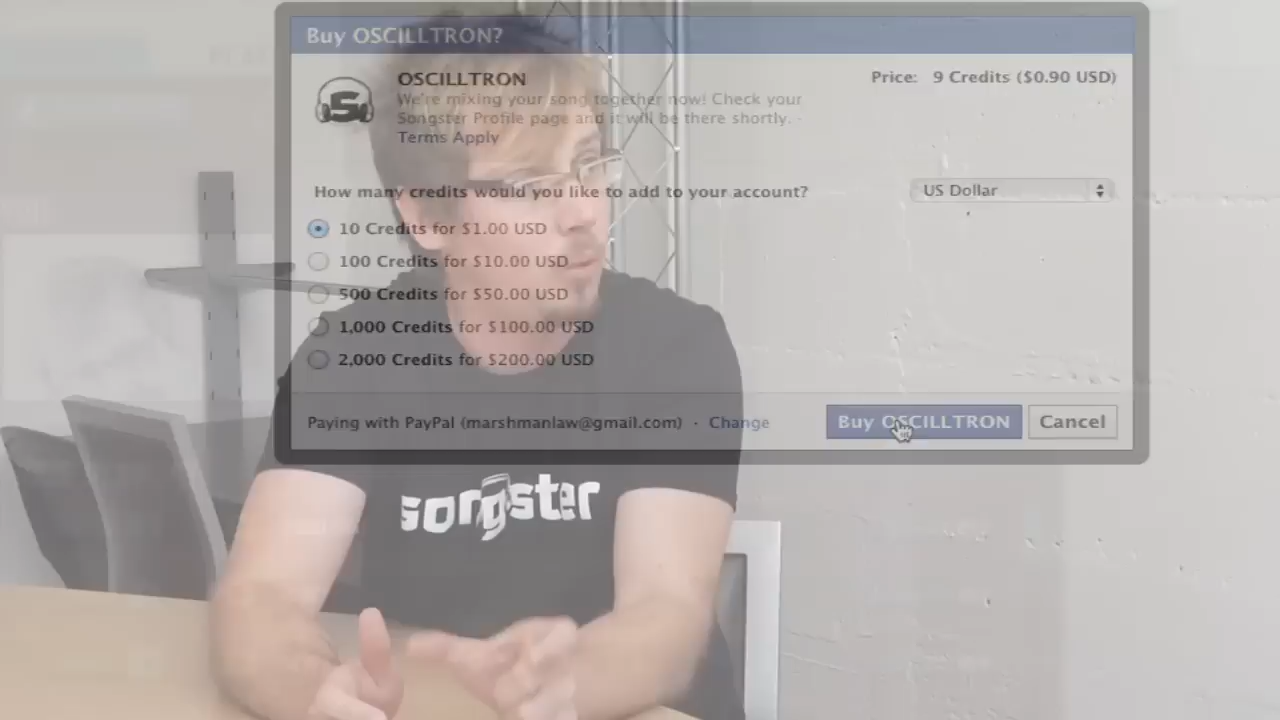 Buy OSCILLTRON?
OSCILLTRON
Price: 9 Credits ($0.90 USD)
We're mixing your song together now! Check your
Songster Profile page and it will be there shortly. -
Terms Apply
How many credits would you like to add to your account?
US Dollar
10 Credits for $1.00 USD
100 Credits for $10.00 USD
500 Credits for $50.00 USD
1,000 Credits for $100.00 USD
2,000 Credits for $200.00 USD
Paying with PayPal (marshmanlaw@gmail.com) · Change
Buy OSCILLTRON
Cancel
songster